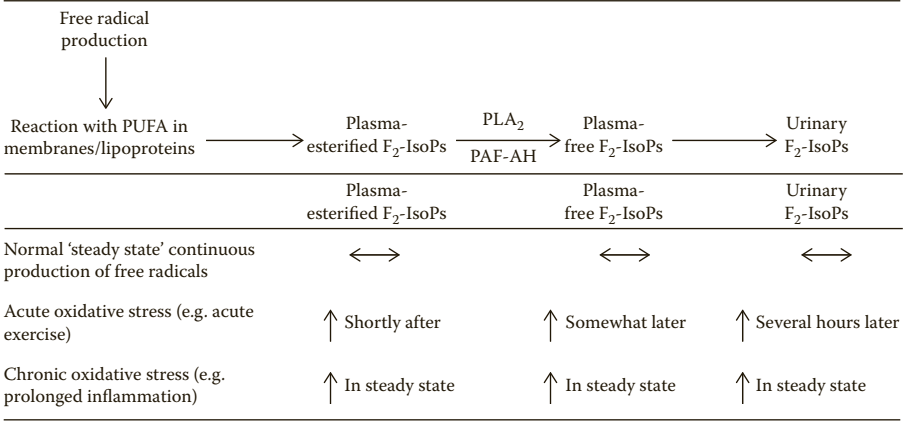 Free radical
production
Reaction with PUFA in
membranes/lipoproteins
Plasma-
esterified F₂-IsoPs
PLA₂
PAF-AH
Plasma-
free F₂-IsoPs
Urinary
F₂-IsoPs
Plasma-
esterified F₂-IsoPs
Plasma-
free F₂-IsoPs
Urinary
F₂-IsoPs
Normal ‘steady state’ continuous
production of free radicals
Acute oxidative stress (e.g. acute
exercise)
Shortly after
Somewhat later
Several hours later
Chronic oxidative stress (e.g.
prolonged inflammation)
In steady state
In steady state
In steady state